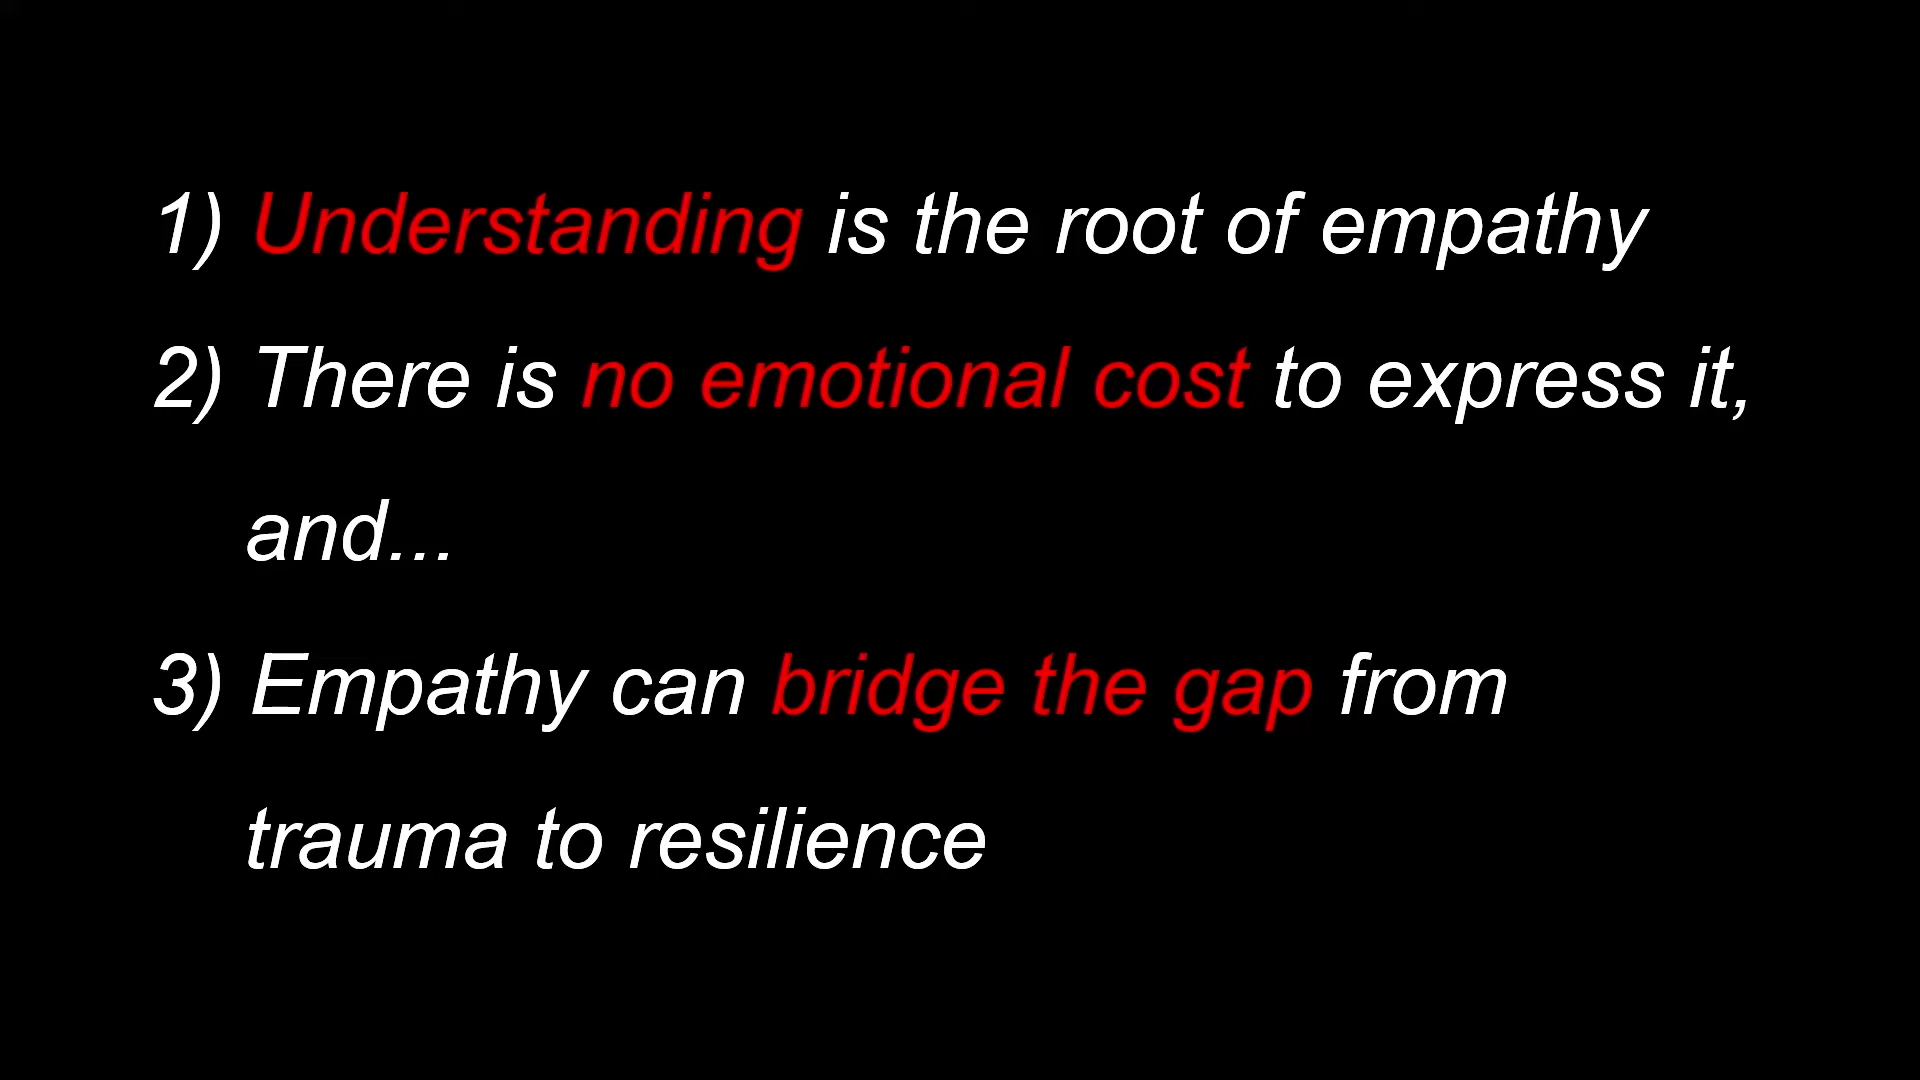 1) Understanding is the root of empathy
2) There is no emotional cost to express it,
and...
3) Empathy can bridge the gap from
trauma to resilience